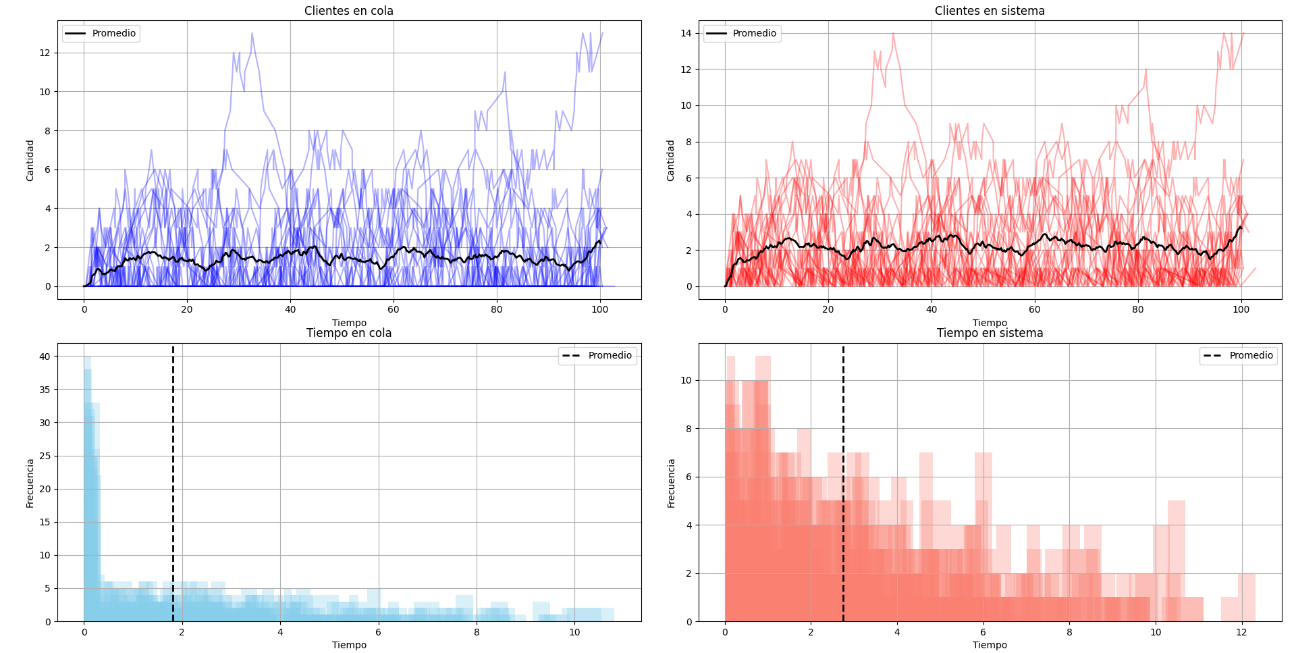 Clientes en cola
Promedio
Cantidad
12
10
8
6
4
2
0
0 20 40 60 80 100
Tiempo
Clientes en sistema
Promedio
Cantidad
14
12
10
8
6
4
2
0
0 20 40 60 80 100
Tiempo
Tiempo en cola
Promedio
Frecuencia
40
35
30
25
20
15
10
5
0
0 2 4 6 8 10
Tiempo
Tiempo en sistema
Promedio
Frecuencia
10
8
6
4
2
0
0 2 4 6 8 10 12
Tiempo